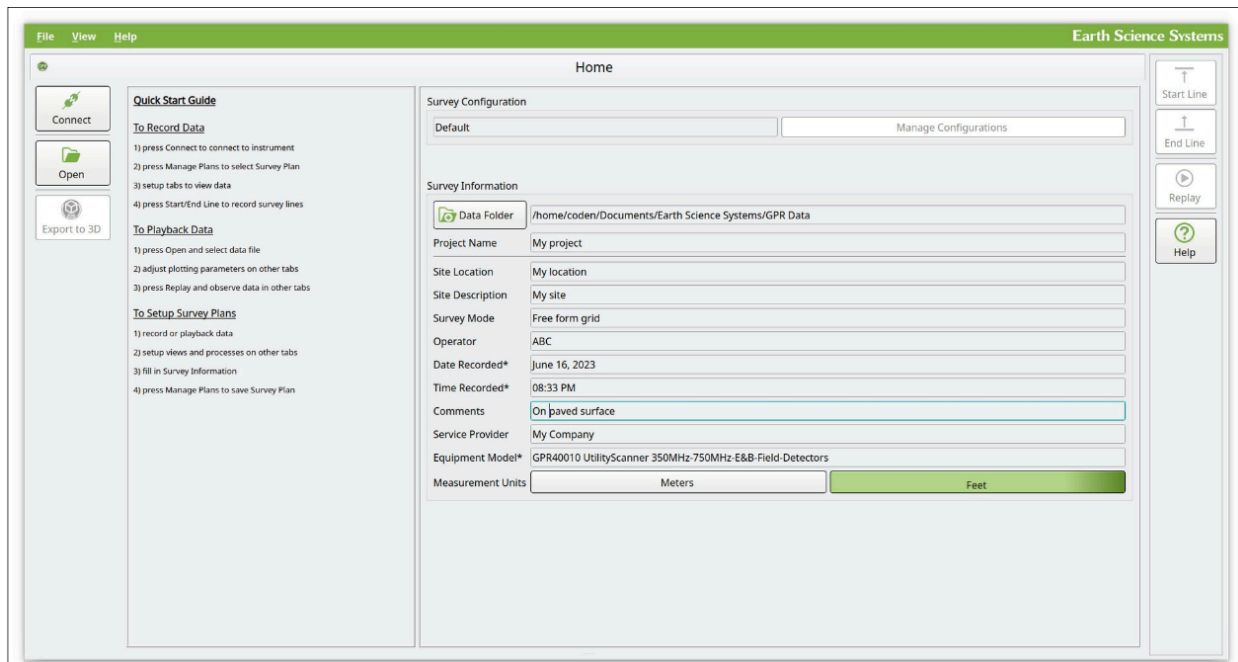 File View Help
Earth Science Systems
Home
Connect
Open
Export to 3D
Quick Start Guide
To Record Data
1) press Connect to connect to instrument
2) press Manage Plans to select Survey Plan
3) setup tabs to view data
4) press Start/End Line to record survey lines
To Playback Data
1) press Open and select data file
2) adjust plotting parameters on other tabs
3) press Replay and observe data in other tabs
To Setup Survey Plans
1) record or playback data
2) setup views and processes on other tabs
3) fill in Survey Information
4) press Manage Plans to save Survey Plan
Survey Configuration
Default Manage Configurations
Survey Information
Data Folder /home/coden/Documents/Earth Science Systems/GPR Data
Project Name My project
Site Location My location
Site Description My site
Survey Mode Free form grid
Operator ABC
Date Recorded* June 16, 2023
Time Recorded* 08:33 PM
Comments On paved surface
Service Provider My Company
Equipment Model* GPR40010 UtilityScanner 350MHz-750MHz-E&B-Field-Detectors
Measurement Units Meters Feet
Start Line
End Line
Replay
Help